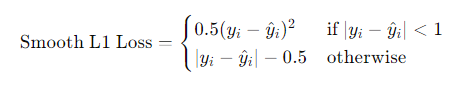 Smooth L1 Loss = { 0.5(yᵢ − ŷᵢ)² if |yᵢ − ŷᵢ| < 1
|yᵢ − ŷᵢ| − 0.5 otherwise